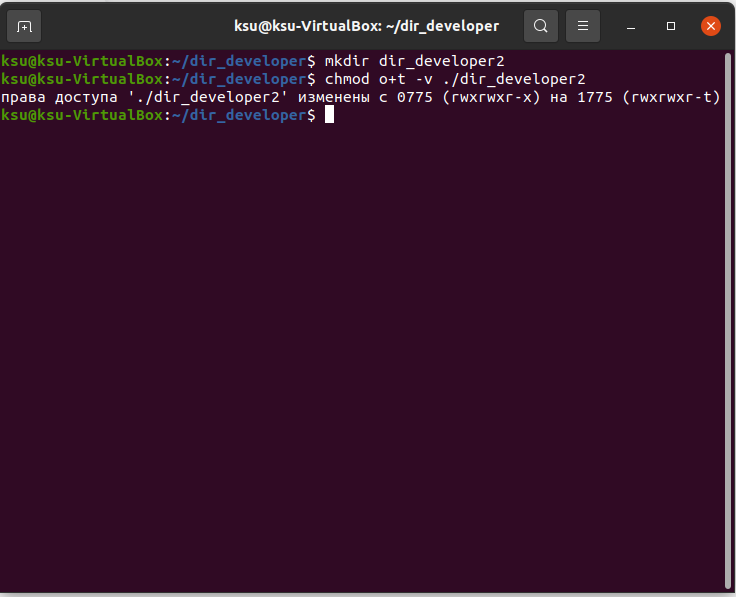 ksu@ksu-VirtualBox: ~/dir_developer
ksu@ksu-VirtualBox:~/dir_developer$ mkdir dir_developer2
ksu@ksu-VirtualBox:~/dir_developer$ chmod o+t -v ./dir_developer2
права доступа './dir_developer2' изменены с 0775 (rwxrwxr-x) на 1775 (rwxrwxr-t)
ksu@ksu-VirtualBox:~/dir_developer$